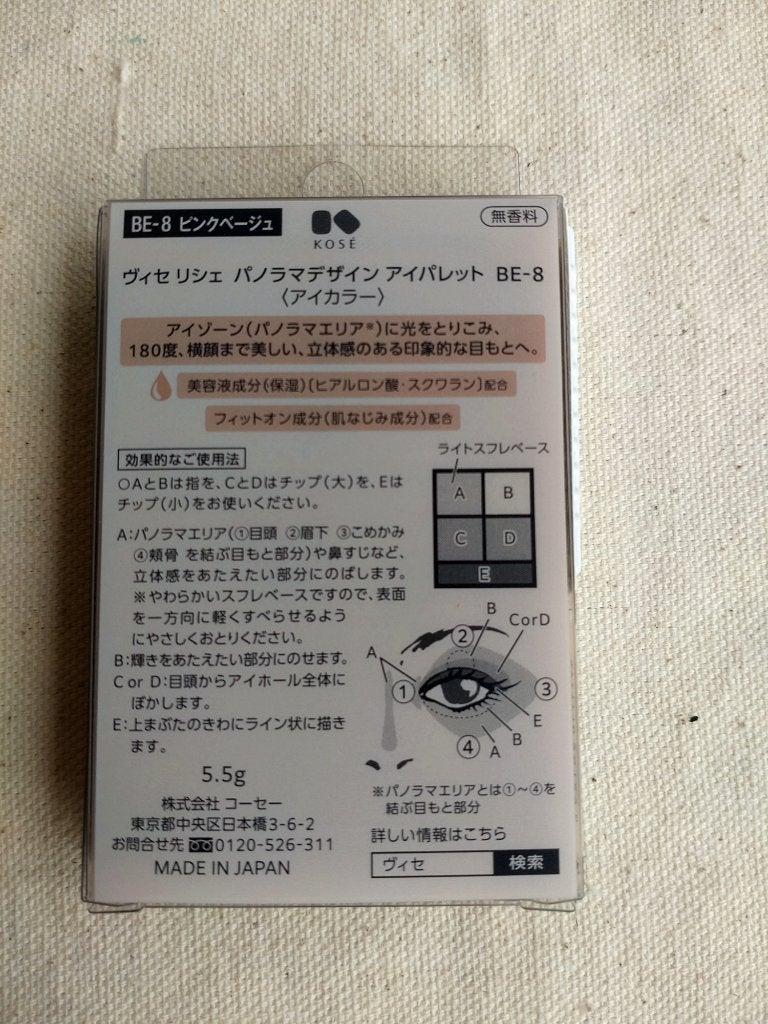 BE-8 ピンクベージュ
KOSÉ
無香料
ヴィセ リシェ パノラマデザイン アイパレット BE-8
〈アイカラー〉
アイゾーン(パノラマエリア※)に光をとりこみ、
180度、横顔まで美しい、立体感のある印象的な目もとへ。
美容液成分(保湿)〔ヒアルロン酸・スクワラン〕配合
フィットオン成分(肌なじみ成分)配合
効果的なご使用法
○AとBは指を、CとDはチップ(大)を、Eは
チップ(小)をお使いください。
A:パノラマエリア(①目頭 ②眉下 ③こめかみ
④頬骨 を結ぶ目もと部分)や鼻すじなど、
立体感をあたえたい部分にのばします。
※やわらかいスフレベースですので、表面
を一方向に軽くすべらせるよう
にやさしくおとりください。
B:輝きをあたえたい部分にのせます。
C or D:目頭からアイホール全体に
ぼかします。
E:上まぶたのきわにライン状に描き
ます。
5.5g
株式会社 コーセー
東京都中央区日本橋3-6-2
お問合せ先 0120-526-311
MADE IN JAPAN
ライトスフレベース
A B
C D
E
B
CorD
②
A
①
③
E
B
A
④
※パノラマエリアとは①〜④を
結ぶ目もと部分
詳しい情報はこちら
ヴィセ 検索